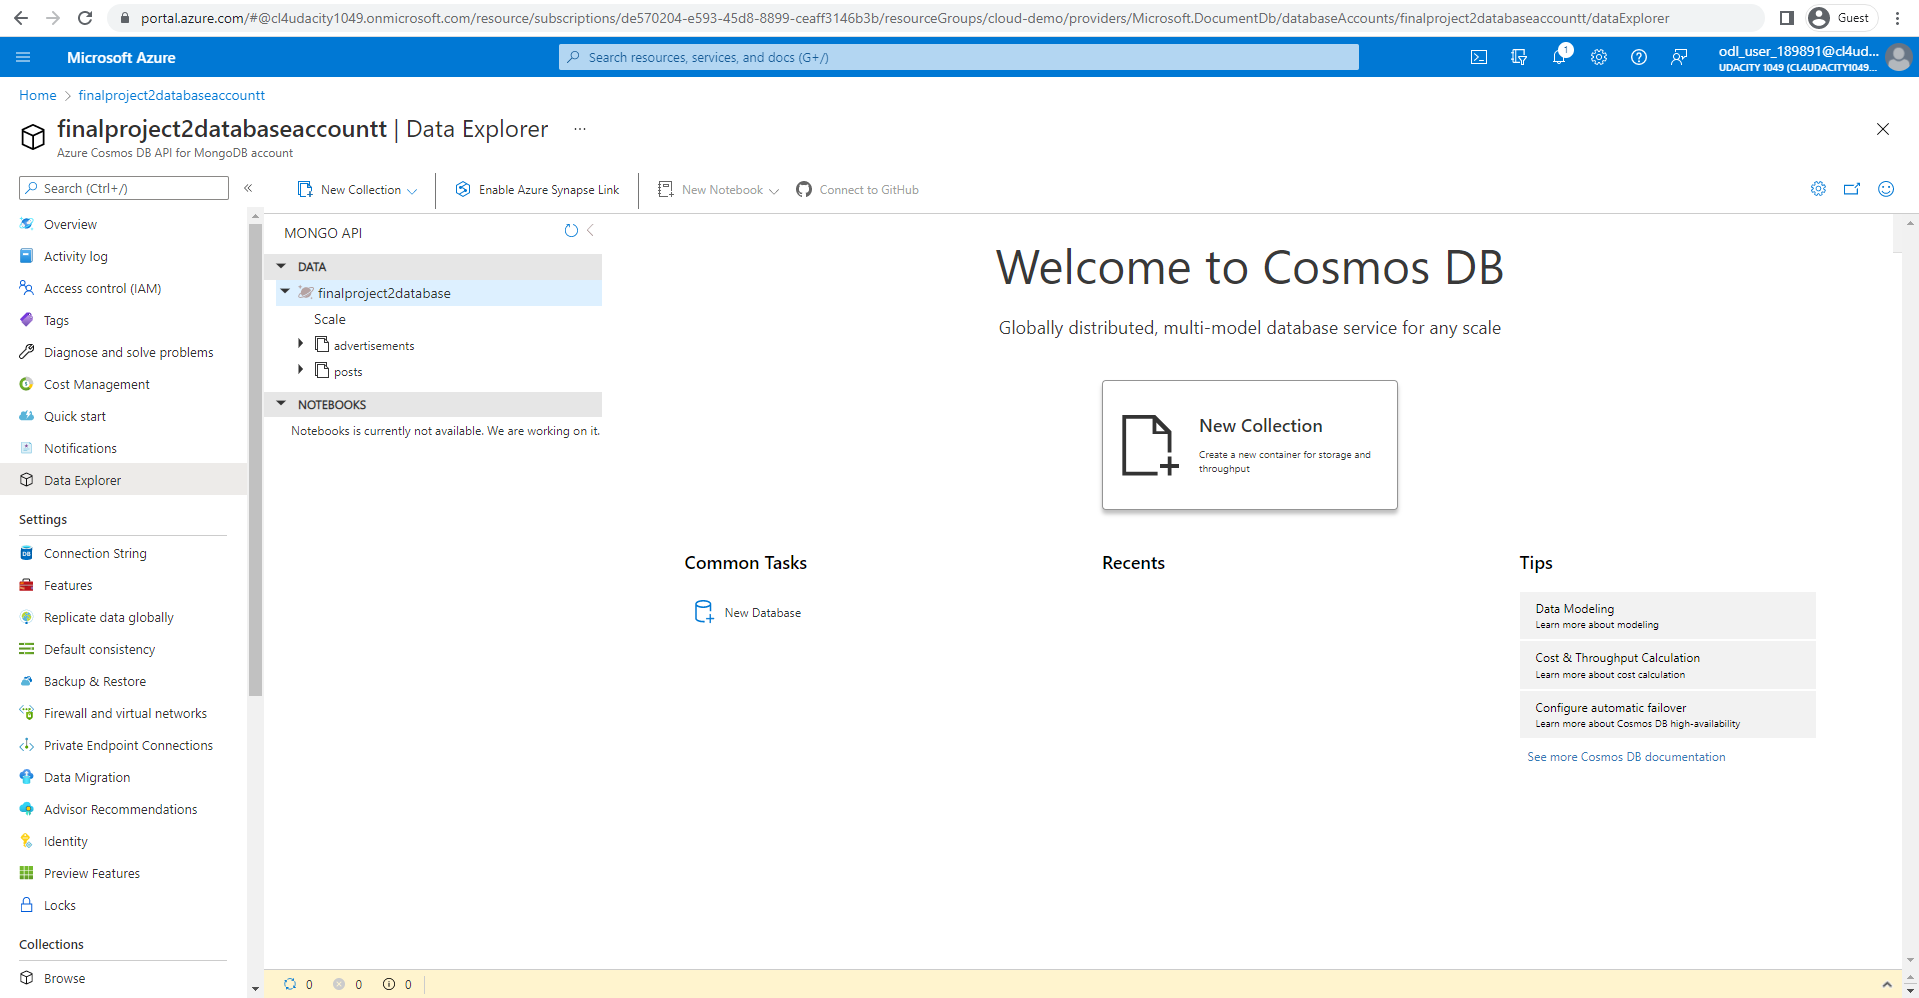 portal.azure.com/#@cl4udacity1049.onmicrosoft.com/resource/subscriptions/de570204-e593-45d8-8899-ceaff3146b3b/resourceGroups/cloud-demo/providers/Microsoft.DocumentDb/databaseAccounts/finalproject2databaseaccountt/dataExplorer
Guest
Microsoft Azure
Search resources, services, and docs (G+/)
1
odl_user_189891@cl4ud...
UDACITY 1049 (CL4UDACITY1049....
Home
finalproject2databaseaccountt
finalproject2databaseaccountt | Data Explorer ...
Azure Cosmos DB API for MongoDB account
Search (Ctrl+/)
Overview
Activity log
Access control (IAM)
Tags
Diagnose and solve problems
Cost Management
Quick start
Notifications
Data Explorer
Settings
Connection String
Features
Replicate data globally
Default consistency
Backup & Restore
Firewall and virtual networks
Private Endpoint Connections
Data Migration
Advisor Recommendations
Identity
Preview Features
Locks
Collections
Browse
New Collection
Enable Azure Synapse Link
New Notebook
Connect to GitHub
MONGO API
DATA
finalproject2database
Scale
advertisements
posts
NOTEBOOKS
Notebooks is currently not available. We are working on it.
Welcome to Cosmos DB
Globally distributed, multi-model database service for any scale
New Collection
Create a new container for storage and
throughput
Common Tasks
New Database
Recents
Tips
Data Modeling
Learn more about modeling
Cost & Throughput Calculation
Learn more about cost calculation
Configure automatic failover
Learn more about Cosmos DB high-availability
See more Cosmos DB documentation
0
0
0